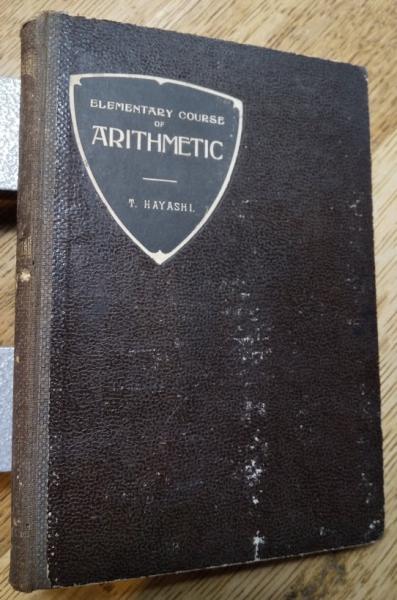 ELEMENTARY COURSE
OF
ARITHMETIC
T. HAYASHI.